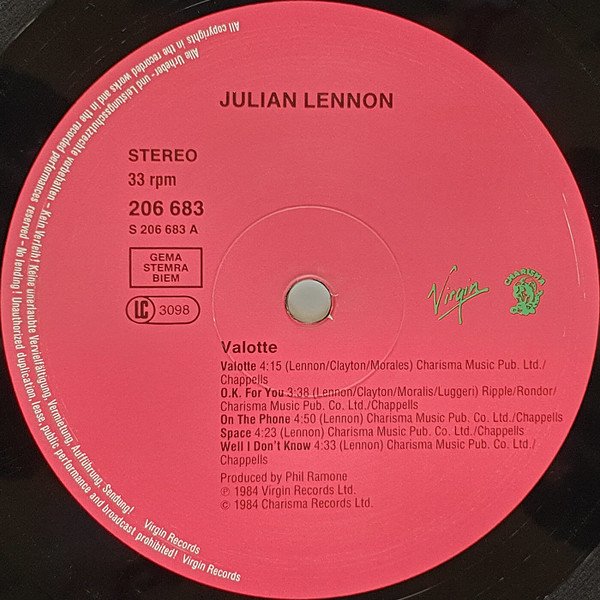 JULIAN LENNON
STEREO
33 rpm
206 683
S 206 683 A
GEMA
STEMRA
BIEM
LC 3098
Virgin
CHARISMA
Valotte
Valotte 4:15 (Lennon/Clayton/Morales) Charisma Music Pub. Ltd./
Chappells
O.K. For You 3:38 (Lennon/Clayton/Moralis/Luggeri) Ripple/Rondor/
Charisma Music Pub. Co. Ltd./Chappells
On The Phone 4:50 (Lennon) Charisma Music Pub. Co. Ltd./Chappells
Space 4:23 (Lennon) Charisma Music Pub. Co. Ltd./Chappells
Well I Don't Know 4:33 (Lennon) Charisma Music Pub. Co. Ltd./
Chappells
Produced by Phil Ramone
℗ 1984 Virgin Records Ltd.
© 1984 Charisma Records Ltd.
Alle Urheber- und Leistungsschutzrechte vorbehalten - Kein Verleih! Keine unerlaubte Vervielfältigung, Vermietung, Aufführung, Sendung! Virgin Records
All copyrights in the recorded works and in the recorded performances reserved – No lending! Unauthorized duplication, lease, public performance and broadcast prohibited! Virgin Records